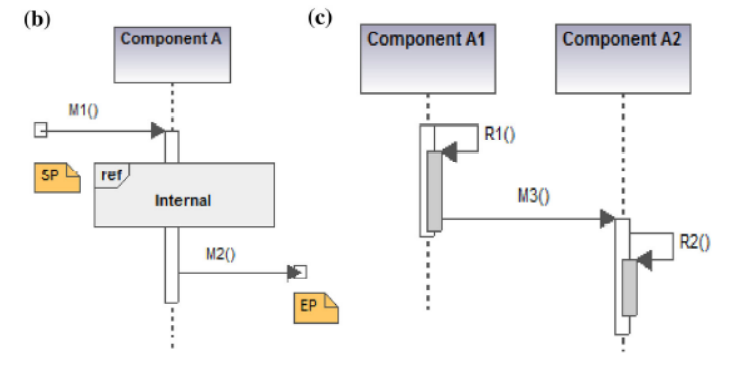 (b)
Component A
M1()
SP
ref
Internal
M2()
EP
(c)
Component A1
Component A2
R1()
M3()
R2()